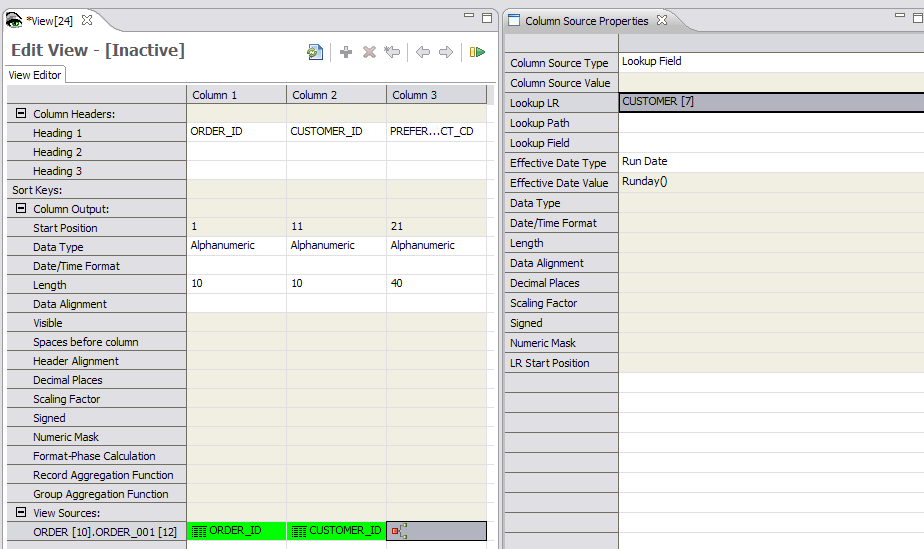 *View[24]
Edit View - [Inactive]
View Editor
Column 1 Column 2 Column 3
Column Headers:
Heading 1 ORDER_ID CUSTOMER_ID PREFER...CT_CD
Heading 2
Heading 3
Sort Keys:
Column Output:
Start Position 1 11 21
Data Type Alphanumeric Alphanumeric Alphanumeric
Date/Time Format
Length 10 10 40
Data Alignment
Visible
Spaces before column
Header Alignment
Decimal Places
Scaling Factor
Signed
Numeric Mask
Format-Phase Calculation
Record Aggregation Function
Group Aggregation Function
View Sources:
ORDER [10].ORDER_001 [12] ORDER_ID CUSTOMER_ID
Column Source Properties
Column Source Type Lookup Field
Column Source Value
Lookup LR CUSTOMER [7]
Lookup Path
Lookup Field
Effective Date Type Run Date
Effective Date Value Runday()
Data Type
Date/Time Format
Length
Data Alignment
Decimal Places
Scaling Factor
Signed
Numeric Mask
LR Start Position